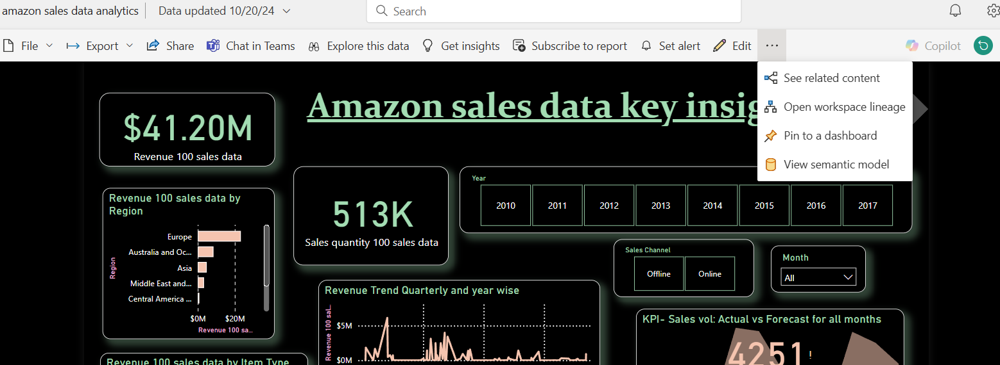 amazon sales data analytics
Data updated 10/20/24
Search
File
Export
Share
Chat in Teams
Explore this data
Get insights
Subscribe to report
Set alert
Edit
...
Copilot
See related content
Open workspace lineage
Pin to a dashboard
View semantic model
Amazon sales data key insig
$41.20M
Revenue 100 sales data
513K
Sales quantity 100 sales data
Year
2010
2011
2012
2013
2014
2015
2016
2017
Revenue 100 sales data by
Region
Region
Europe
Australia and Oc...
Asia
Middle East and...
Central America ...
$0M
$20M
Revenue 100 sa...
Sales Channel
Offline
Online
Month
All
Revenue Trend Quarterly and year wise
Revenue 100 sal...
$5M
$0M
KPI- Sales vol: Actual vs Forecast for all months
4251!
Revenue 100 sales data by Item Type